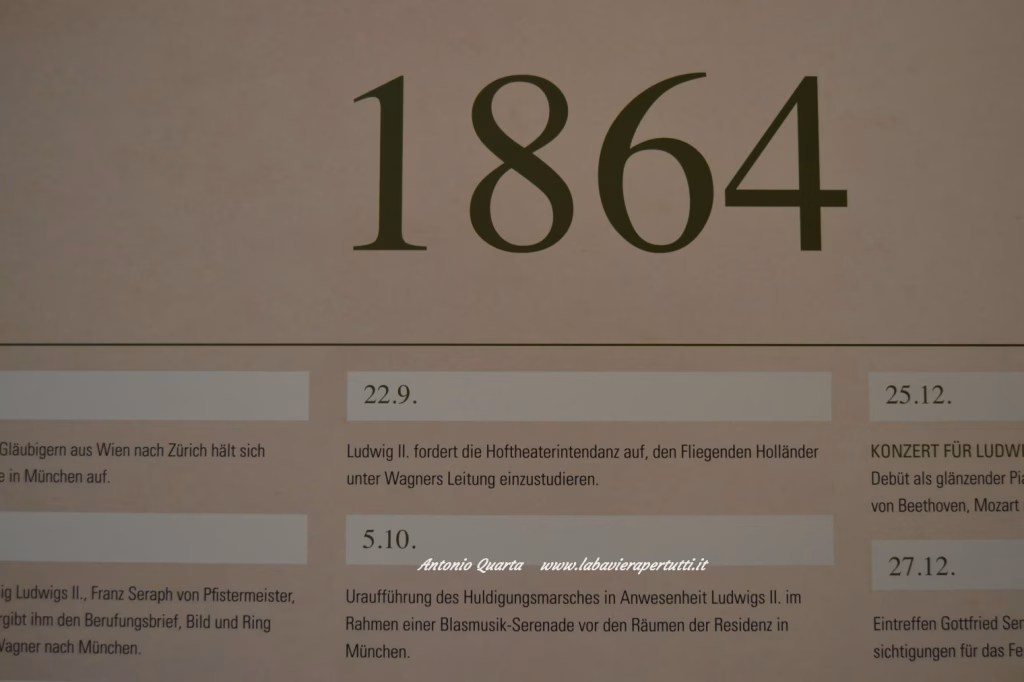 1864
Gläubigern aus Wien nach Zürich hält sich
in München auf.
Ludwigs II., Franz Seraph von Pfistermeister,
ihm den Berufungsbrief, Bild und Ring
Wagner nach München.
22.9.
Ludwig II. fordert die Hoftheaterintendanz auf, den Fliegenden Holländer
unter Wagners Leitung einzustudieren.
5.10.
Antonio Quarta www.labavierapertutti.it
Uraufführung des Huldigungsmarsches in Anwesenheit Ludwigs II. im
Rahmen einer Blasmusik-Serenade vor den Räumen der Residenz in
München.
25.12.
KONZERT FÜR LUDWI
Debüt als glänzender Pia
von Beethoven, Mozart
27.12.
Eintreffen Gottfried Sem
sichtigungen für das Fe